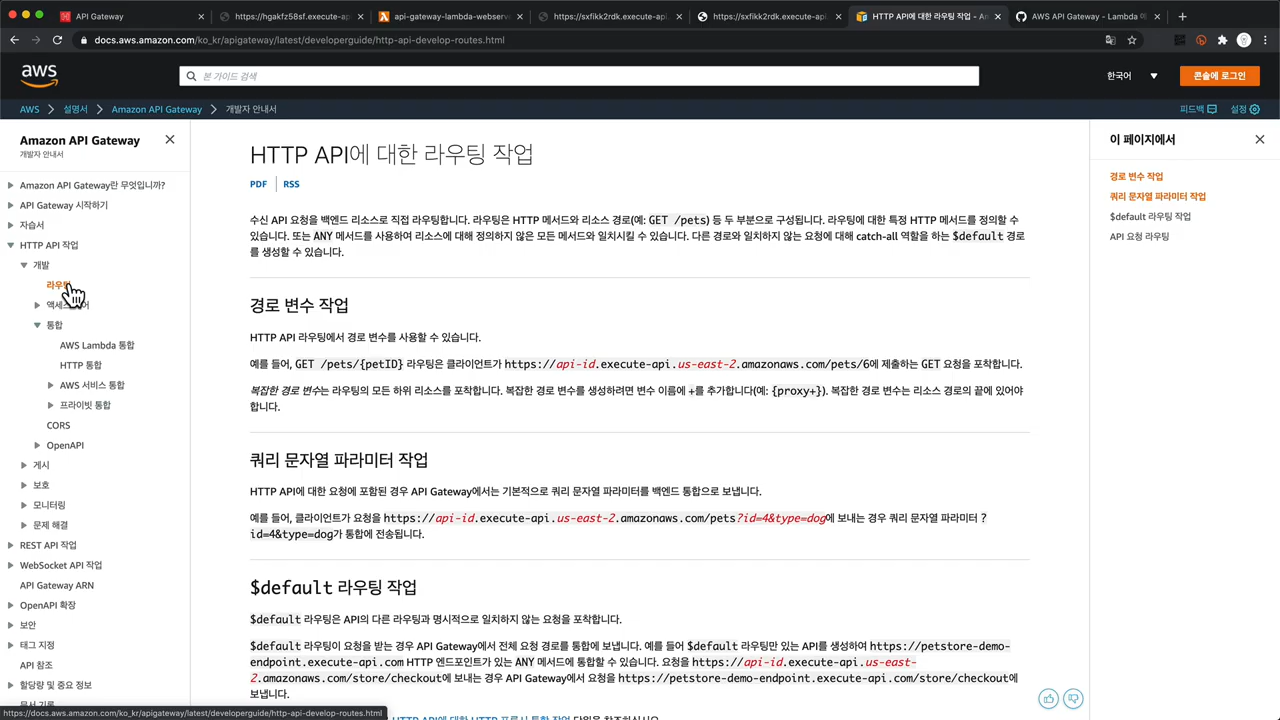 API Gateway
https://hgakfz58sf.execute-api.
api-gateway-lambda-webserve
https://sxfikk2rdk.execute-api.
https://sxfikk2rdk.execute-api.
HTTP API에 대한 라우팅 작업 - Am
AWS API Gateway - Lambda 이
docs.aws.amazon.com/ko_kr/apigateway/latest/developerguide/http-api-develop-routes.html
aws
본 가이드 검색
한국어
콘솔에 로그인
AWS
설명서
Amazon API Gateway
개발자 안내서
피드백
설정
Amazon API Gateway
개발자 안내서
Amazon API Gateway란 무엇입니까?
API Gateway 시작하기
자습서
HTTP API 작업
개발
통합
AWS Lambda 통합
HTTP 통합
AWS 서비스 통합
프라이빗 통합
CORS
OpenAPI
게시
보호
모니터링
문제 해결
REST API 작업
WebSocket API 작업
API Gateway ARN
OpenAPI 확장
보안
태그 지정
API 참조
할당량 및 중요 정보
문서 기록
https://docs.aws.amazon.com/ko_kr/apigateway/latest/developerguide/http-api-develop-routes.html
HTTP API에 대한 라우팅 작업
PDF
RSS
수신 API 요청을 백엔드 리소스로 직접 라우팅합니다. 라우팅은 HTTP 메서드와 리소스 경로(예: GET /pets) 등 두 부분으로 구성됩니다. 라우팅에 대한 특정 HTTP 메서드를 정의할 수
있습니다. 또는 ANY 메서드를 사용하여 리소스에 대해 정의하지 않은 모든 메서드와 일치시킬 수 있습니다. 다른 경로와 일치하지 않는 요청에 대해 catch-all 역할을 하는 $default 경로
를 생성할 수 있습니다.
경로 변수 작업
HTTP API 라우팅에서 경로 변수를 사용할 수 있습니다.
예를 들어, GET /pets/{petID} 라우팅은 클라이언트가 https://api-id.execute-api.us-east-2.amazonaws.com/pets/6에 제출하는 GET 요청을 포착합니다.
복잡한 경로 변수는 라우팅의 모든 하위 리소스를 포착합니다. 복잡한 경로 변수를 생성하려면 변수 이름에 +를 추가합니다(예: {proxy+}). 복잡한 경로 변수는 리소스 경로의 끝에 있어야
합니다.
쿼리 문자열 파라미터 작업
HTTP API에 대한 요청에 포함된 경우 API Gateway에서는 기본적으로 쿼리 문자열 파라미터를 백엔드 통합으로 보냅니다.
예를 들어, 클라이언트가 요청을 https://api-id.execute-api.us-east-2.amazonaws.com/pets?id=4&type=dog에 보내는 경우 쿼리 문자열 파라미터 ?
id=4&type=dog가 통합에 전송됩니다.
$default 라우팅 작업
$default 라우팅은 API의 다른 라우팅과 명시적으로 일치하지 않는 요청을 포착합니다.
$default 라우팅이 요청을 받는 경우 API Gateway에서 전체 요청 경로를 통합에 보냅니다. 예를 들어 $default 라우팅만 있는 API를 생성하여 https://petstore-demo-
endpoint.execute-api.com HTTP 엔드포인트가 있는 ANY 메서드에 통합할 수 있습니다. 요청을 https://api-id.execute-api.us-east-
2.amazonaws.com/store/checkout에 보내는 경우 API Gateway에서 요청을 https://petstore-demo-endpoint.execute-api.com/store/checkout에
보냅니다.
이 페이지에서
경로 변수 작업
쿼리 문자열 파라미터 작업
$default 라우팅 작업
API 요청 라우팅